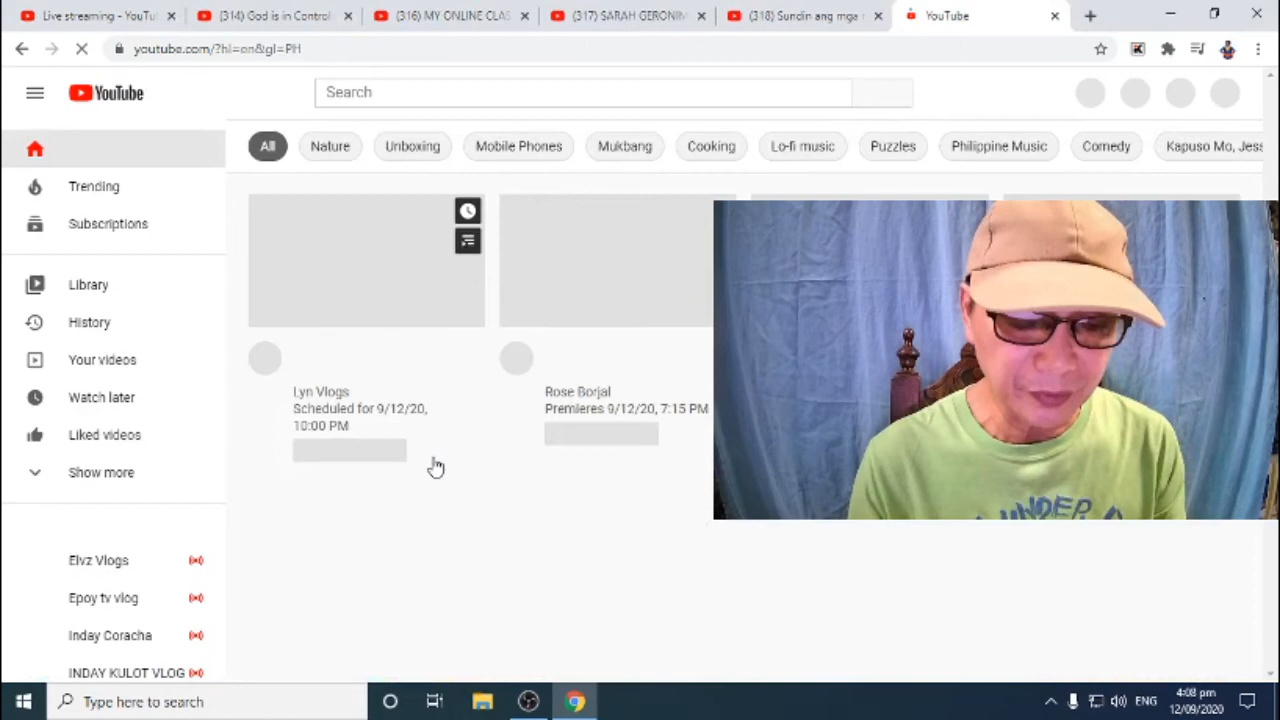 Live streaming - YouTu
(314) God is in Control
(316) MY ONLINE CLAS
(317) SARAH GERONIM
(318) Sundin ang mga
YouTube
youtube.com/?hl=en&gl=PH
YouTube
Search
All
Nature
Unboxing
Mobile Phones
Mukbang
Cooking
Lo-fi music
Puzzles
Philippine Music
Comedy
Kapuso Mo, Jess
Trending
Subscriptions
Library
History
Your videos
Watch later
Liked videos
Show more
Elvz Vlogs
Epoy tv vlog
Inday Coracha
INDAY KULOT VLOG
Lyn Vlogs
Scheduled for 9/12/20,
10:00 PM
Rose Borjal
Premieres 9/12/20, 7:15 PM
UNDER
Type here to search
ENG
4:08 pm
12/09/2020